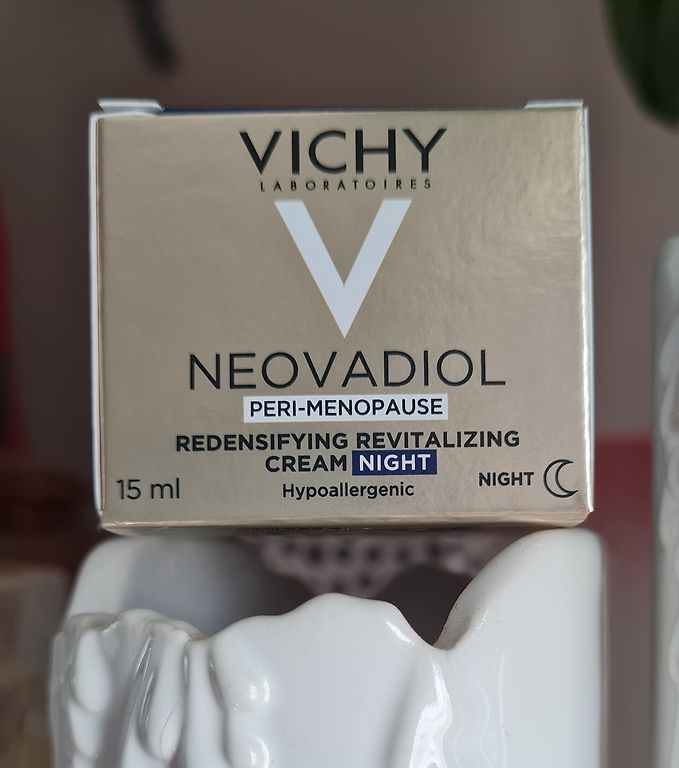 VICHY
LABORATOIRES
V
NEOVADIOL
PERI-MENOPAUSE
REDENSIFYING REVITALIZING
CREAM NIGHT
Hypoallergenic
15 ml
NIGHT